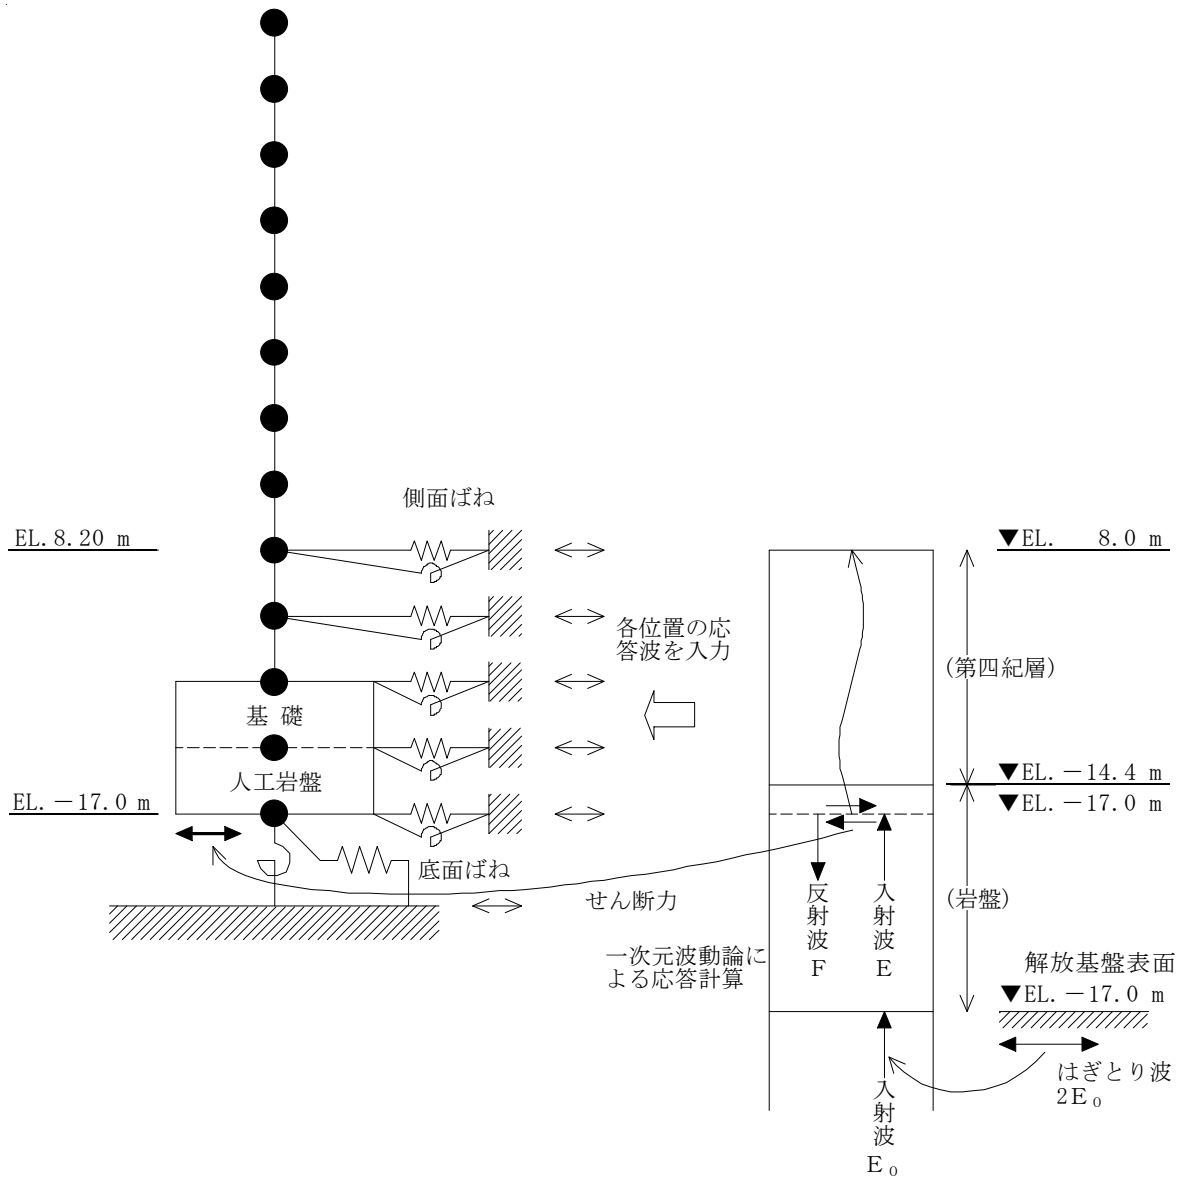 側面ばね
EL.8.20 m
▼EL. 8.0 m
各位置の応
答波を入力
(第四紀層)
基 礎
人工岩盤
EL.－17.0 m
▼EL.－14.4 m
▼EL.－17.0 m
底面ばね
せん断力
反射波F
入射波E
(岩盤)
一次元波動論に
よる応答計算
解放基盤表面
▼EL.－17.0 m
はぎとり波
2E₀
入射波E₀